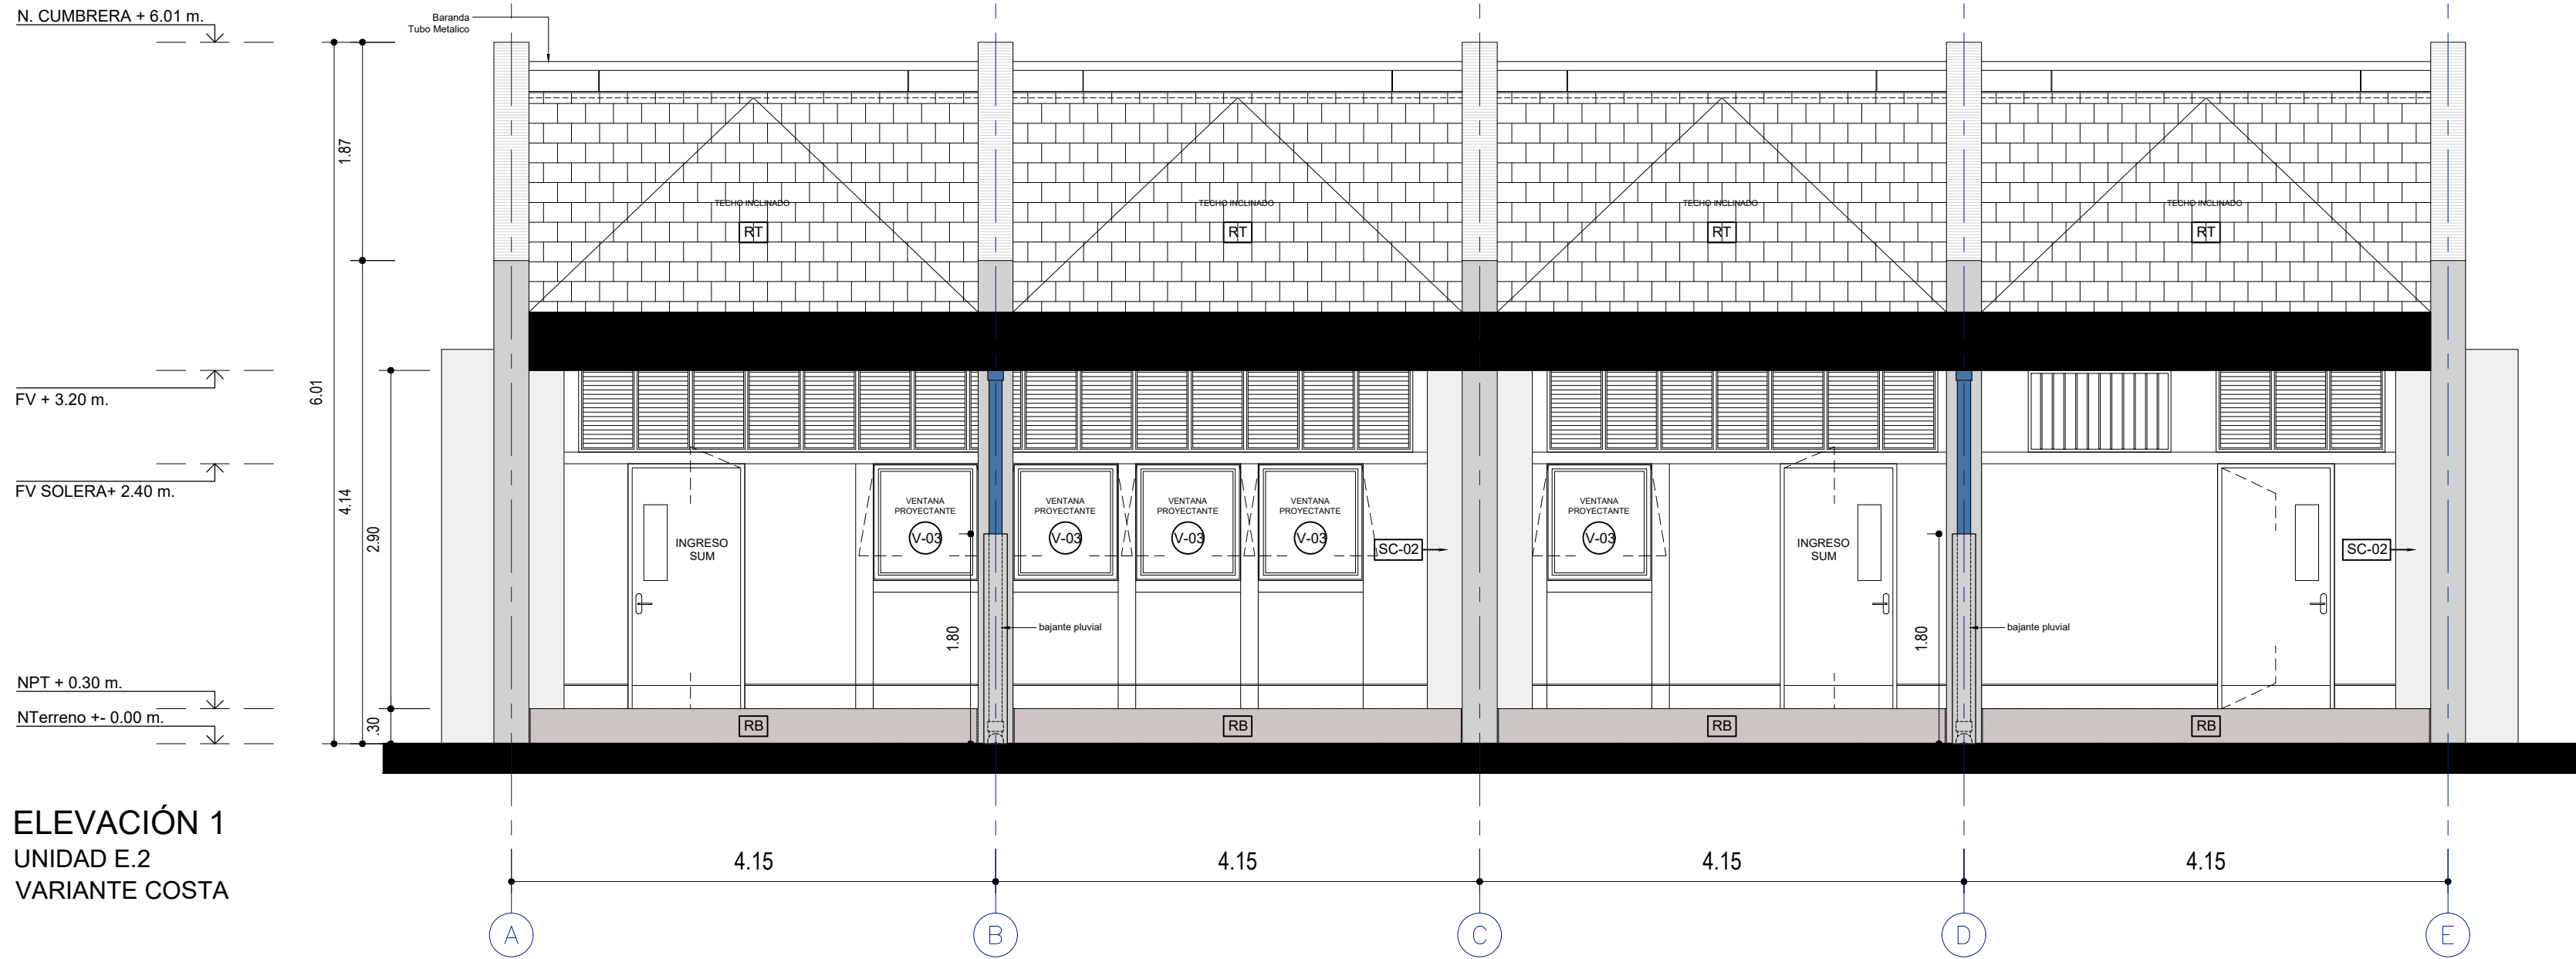 N. CUMBRERA + 6.01 m.
Baranda
Tubo Metalico
1.87
6.01
4.14
2.90
.30
FV + 3.20 m.
FV SOLERA+ 2.40 m.
NPT + 0.30 m.
NTerreno +- 0.00 m.
TECHO INCLINADO
RT
TECHO INCLINADO
RT
TECHO INCLINADO
RT
TECHO INCLINADO
RT
INGRESO
SUM
VENTANA
PROYECTANTE
V-03
VENTANA
PROYECTANTE
V-03
VENTANA
PROYECTANTE
V-03
VENTANA
PROYECTANTE
V-03
SC-02
VENTANA
PROYECTANTE
V-03
INGRESO
SUM
SC-02
1.80
bajante pluvial
1.80
bajante pluvial
RB
RB
RB
RB
ELEVACIÓN 1
UNIDAD E.2
VARIANTE COSTA
4.15
4.15
4.15
4.15
A
B
C
D
E